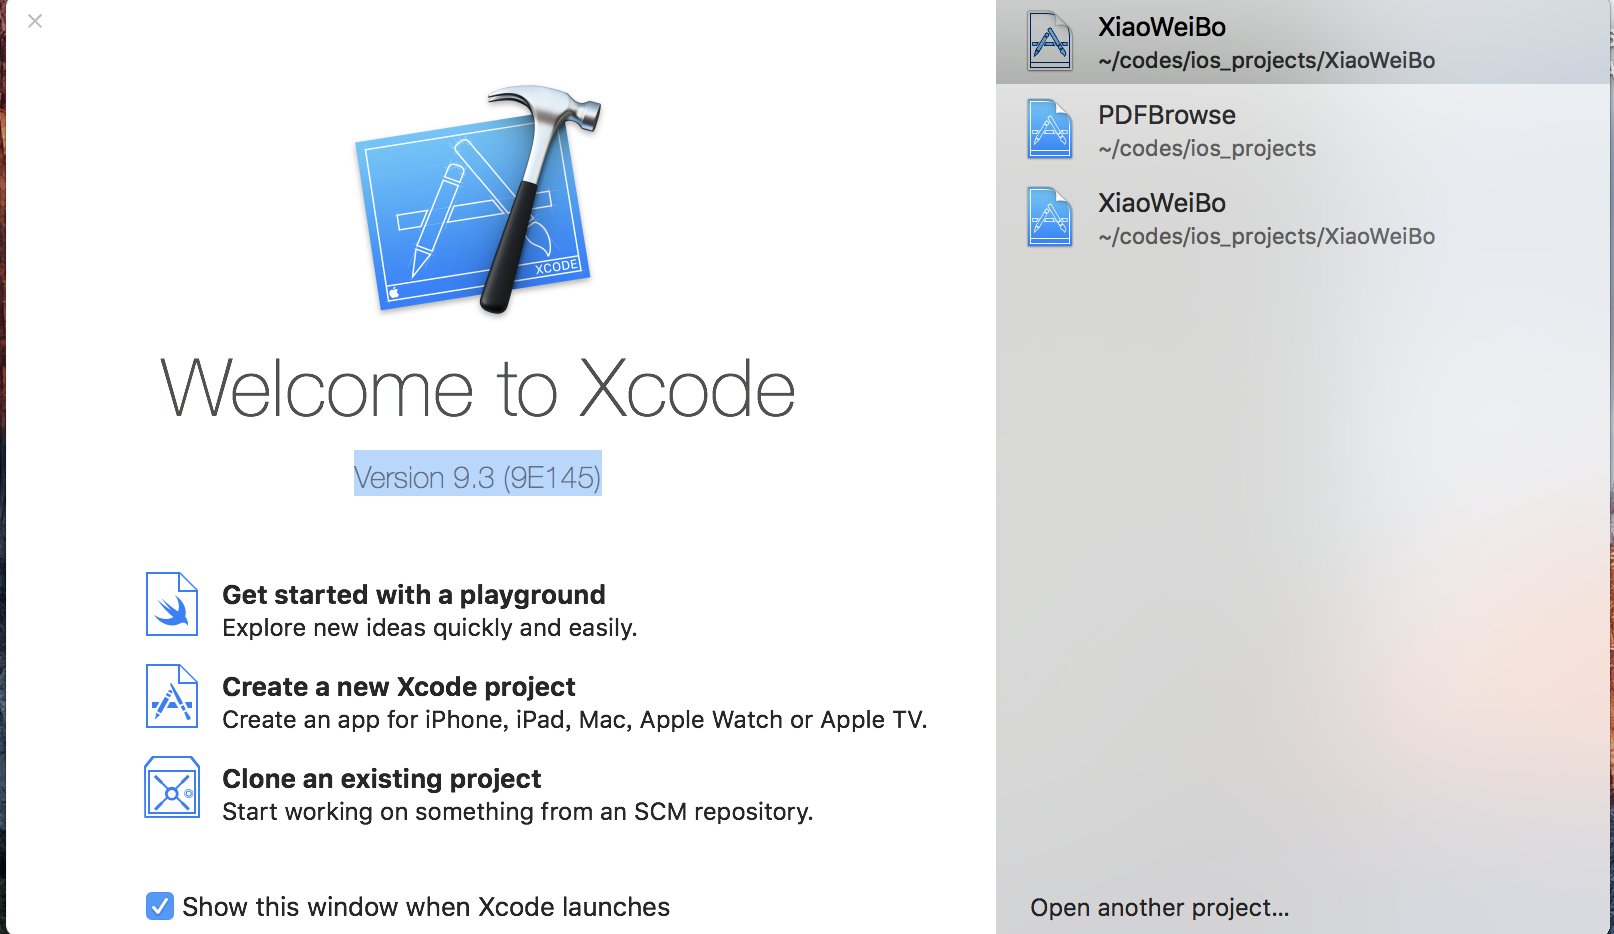 XCODE
Welcome to Xcode
Version 9.3 (9E145)
Get started with a playground
Explore new ideas quickly and easily.
Create a new Xcode project
Create an app for iPhone, iPad, Mac, Apple Watch or Apple TV.
Clone an existing project
Start working on something from an SCM repository.
Show this window when Xcode launches
XiaoWeiBo
~/codes/ios_projects/XiaoWeiBo
PDFBrowse
~/codes/ios_projects
XiaoWeiBo
~/codes/ios_projects/XiaoWeiBo
Open another project...